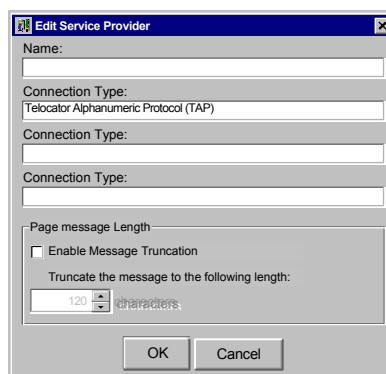 Edit Service Provider
Name:
Connection Type:
Telocator Alphanumeric Protocol (TAP)
Connection Type:
Connection Type:
Page message Length
Enable Message Truncation
Truncate the message to the following length:
120 characters
OK Cancel